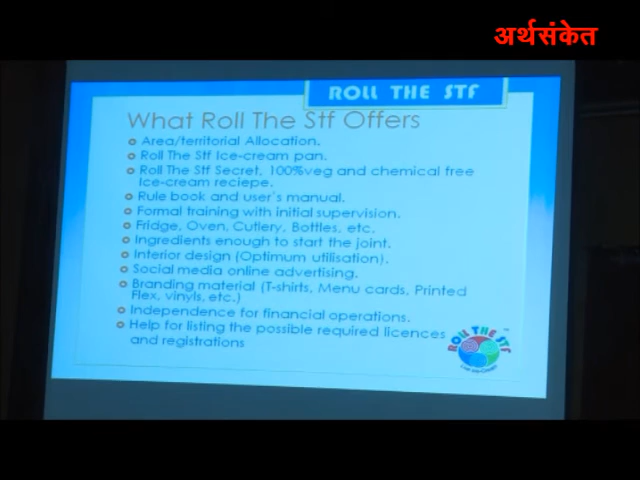 अर्थसंकेत
ROLL THE STF
What Roll The Stf Offers
Area/territorial Allocation.
Roll The Stf Ice-cream pan.
Roll The Stf Secret, 100%veg and chemical free
Ice-cream reciepe.
Rule book and user's manual.
Formal training with initial supervision.
Fridge, Oven, Cutlery, Bottles, etc.
Ingredients enough to start the joint.
Interior design (Optimum utilisation).
Social media online advertising.
Branding material (T-shirts, Menu cards, Printed
Flex, vinyls, etc.)
Independence for financial operations.
Help for listing the possible required licences
and registrations
ROLL THE STF